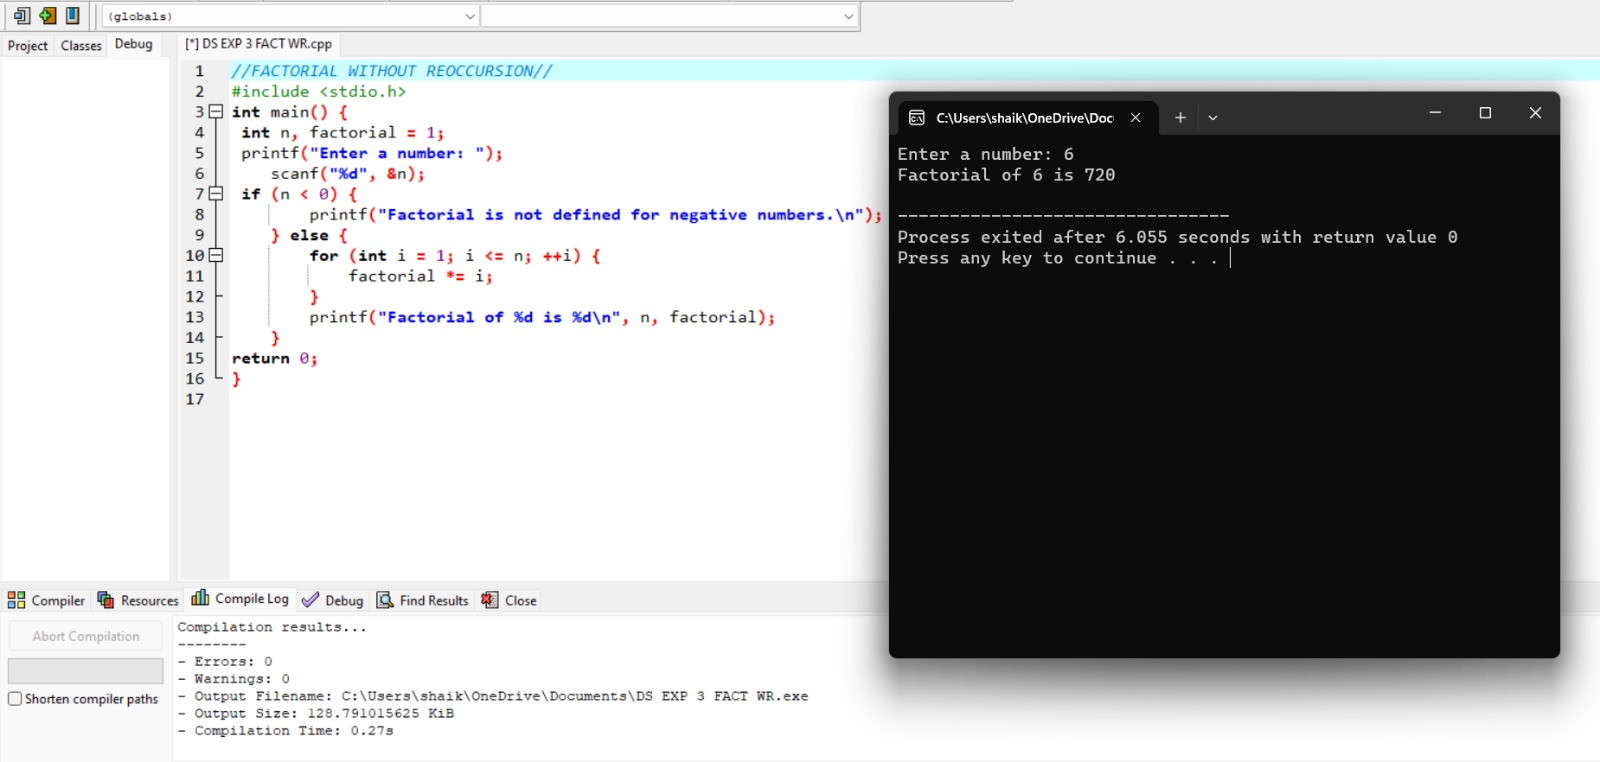 (globals)
Project Classes Debug
[*] DS EXP 3 FACT WR.cpp
1 //FACTORIAL WITHOUT REOCCURSION//
2 #include <stdio.h>
3 int main() {
4 int n, factorial = 1;
5 printf("Enter a number: ");
6 scanf("%d", &n);
7 if (n < 0) {
8 printf("Factorial is not defined for negative numbers.\n");
9 } else {
10 for (int i = 1; i <= n; ++i) {
11 factorial *= i;
12 }
13 printf("Factorial of %d is %d\n", n, factorial);
14 }
15 return 0;
16 }
17
C:\Users\shaik\OneDrive\Doc
Enter a number: 6
Factorial of 6 is 720
--------------------------------
Process exited after 6.055 seconds with return value 0
Press any key to continue . . .
Compiler Resources Compile Log Debug Find Results Close
Abort Compilation
Shorten compiler paths
Compilation results...
--------
- Errors: 0
- Warnings: 0
- Output Filename: C:\Users\shaik\OneDrive\Documents\DS EXP 3 FACT WR.exe
- Output Size: 128.791015625 KiB
- Compilation Time: 0.27s